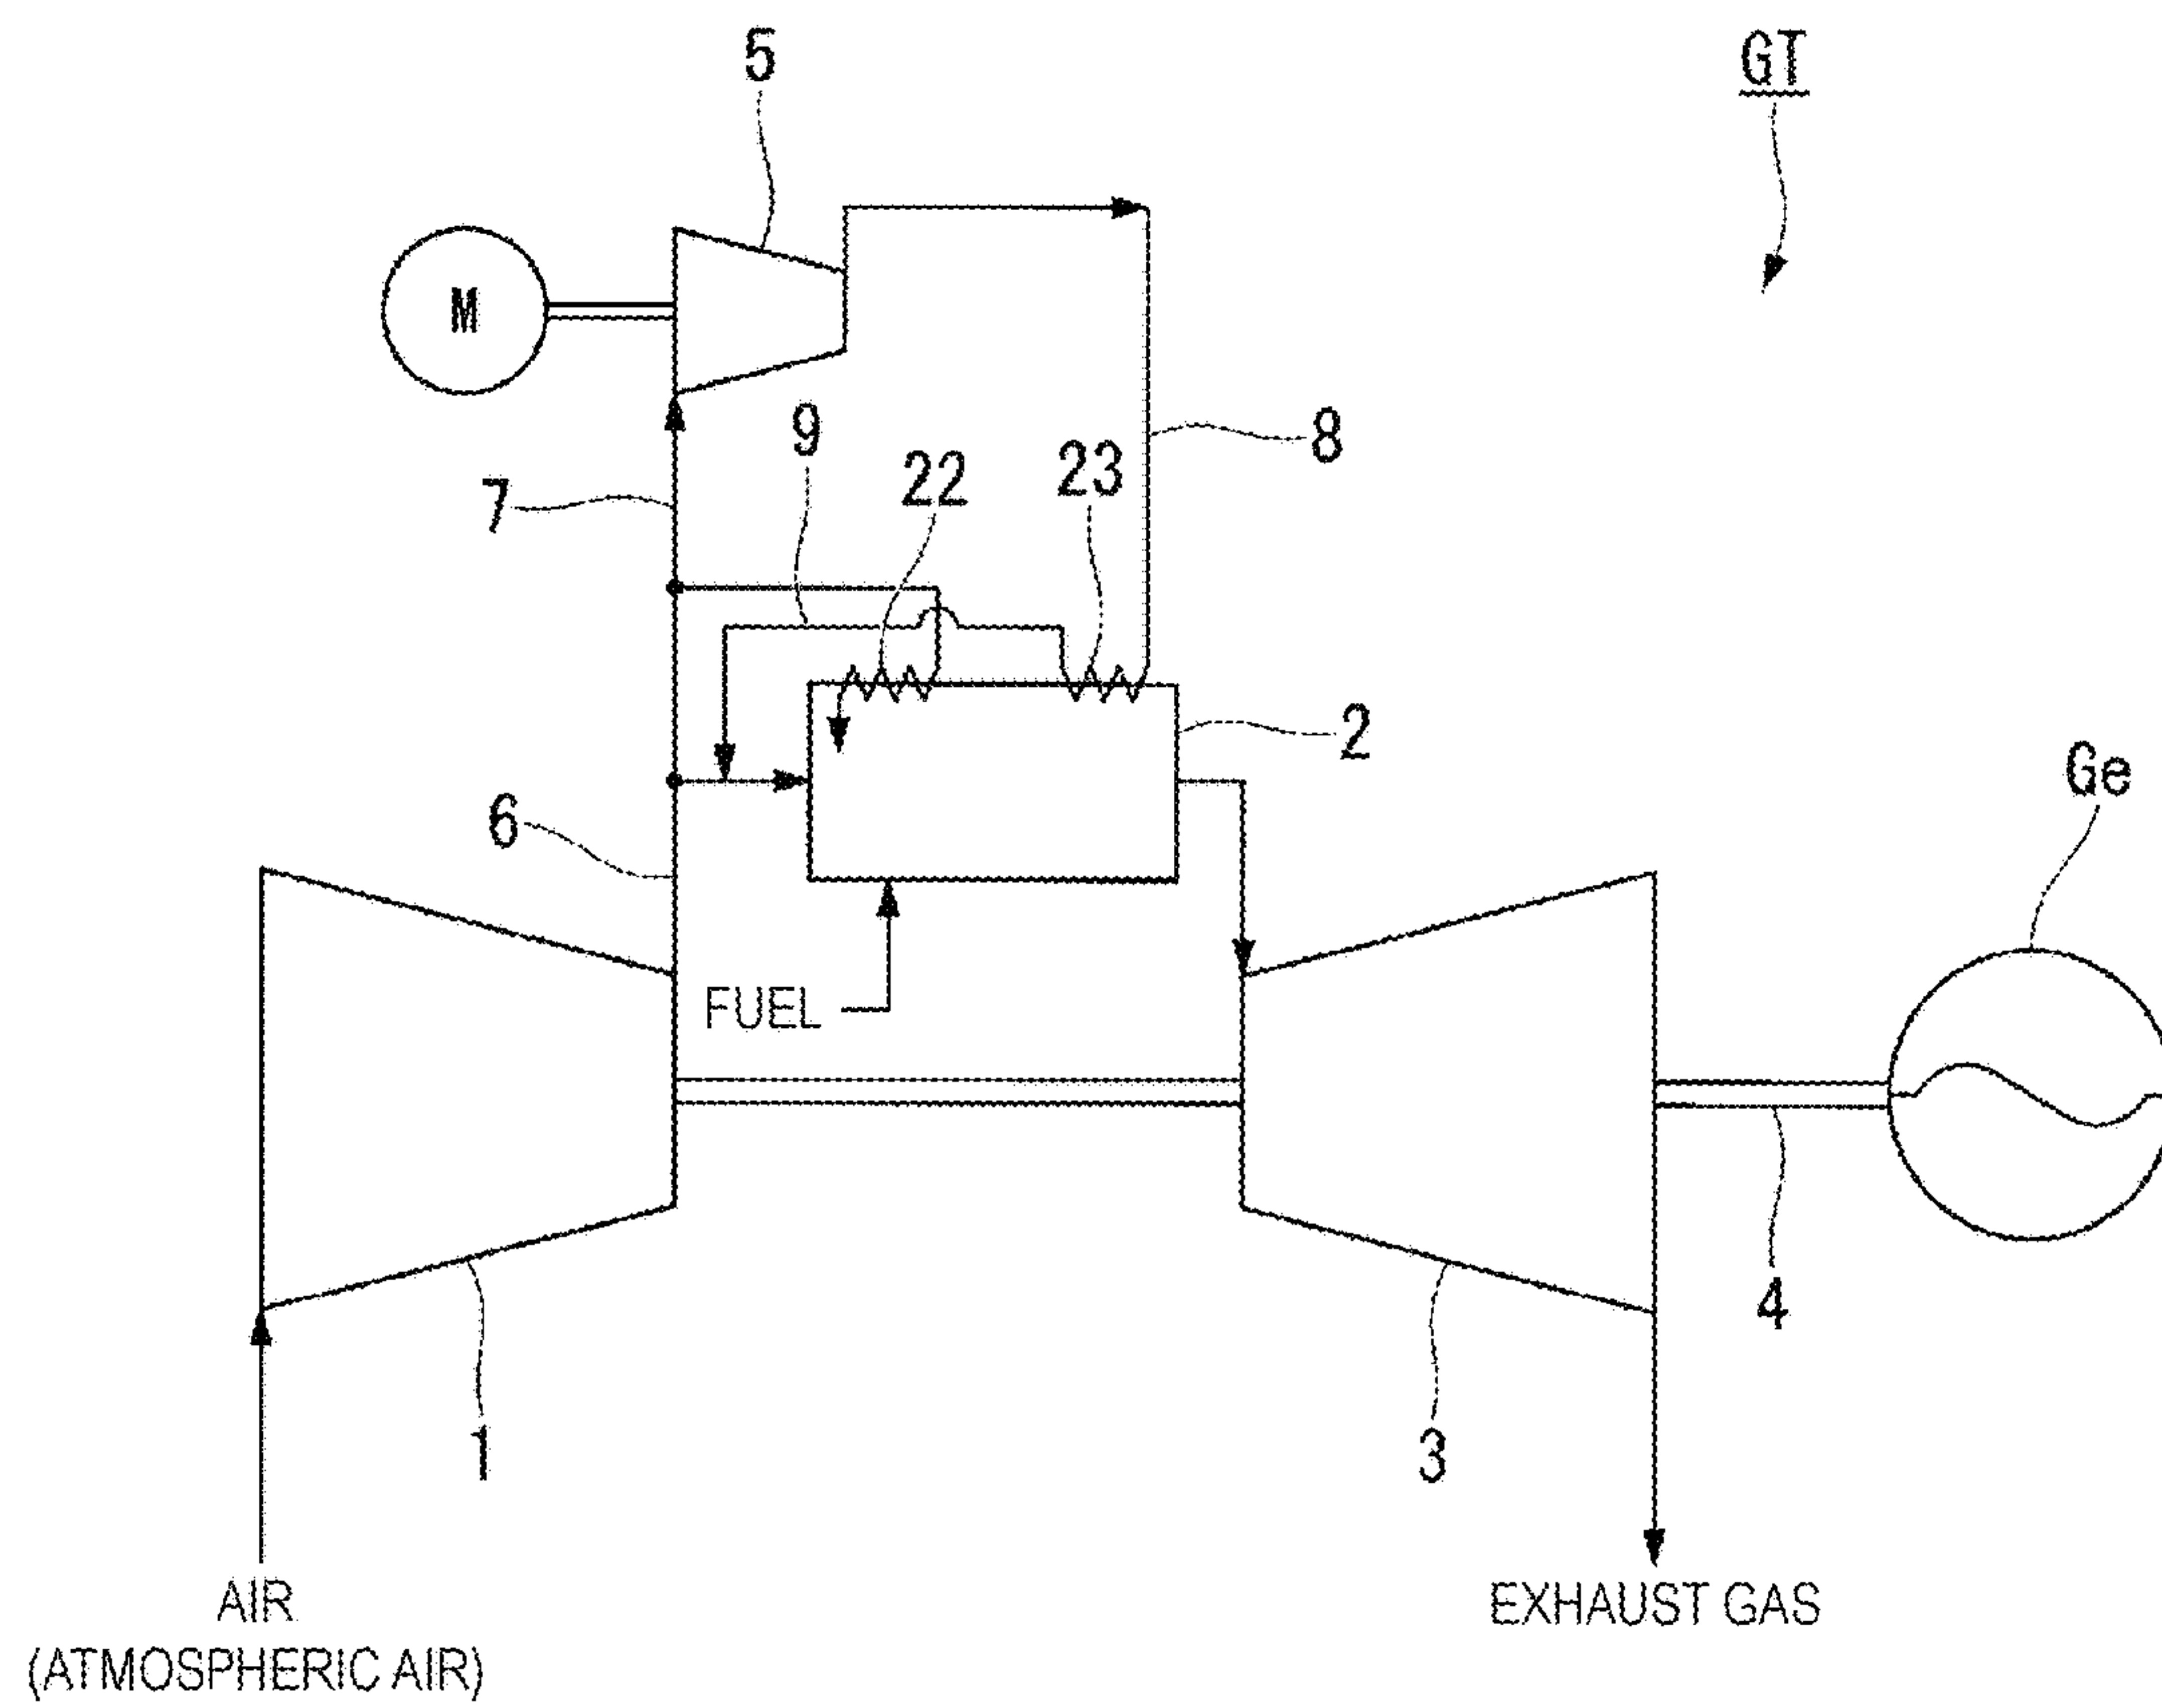 5
GT
M
9
22
23
8
7
2
6
Ge
FUEL
4
1
3
AIR
(ATMOSPHERIC AIR)
EXHAUST GAS